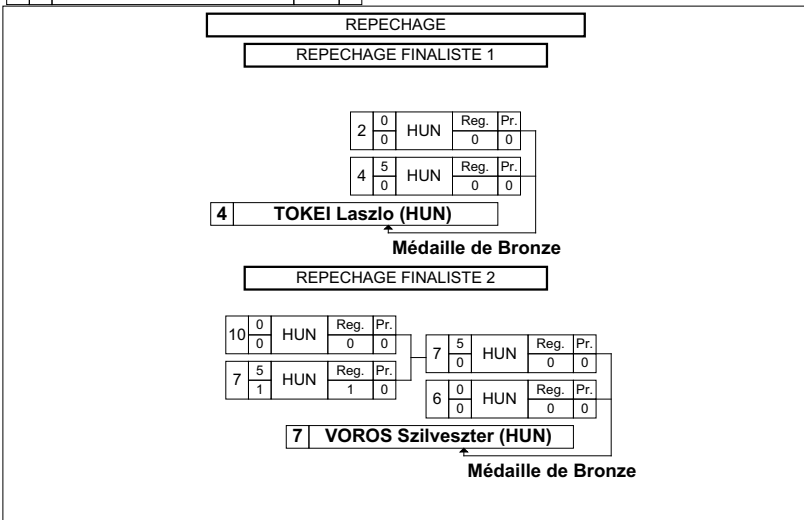 REPECHAGE
REPECHAGE FINALISTE 1
2 0 HUN Reg. Pr.
0 0 0
4 5 HUN Reg. Pr.
0 0 0
4 TOKEI Laszlo (HUN)
Médaille de Bronze
REPECHAGE FINALISTE 2
10 0 HUN Reg. Pr.
0 0 0
7 5 HUN Reg. Pr.
0 0 0
7 5 HUN Reg. Pr.
1 1 0
6 0 HUN Reg. Pr.
0 0 0
7 VOROS Szilveszter (HUN)
Médaille de Bronze